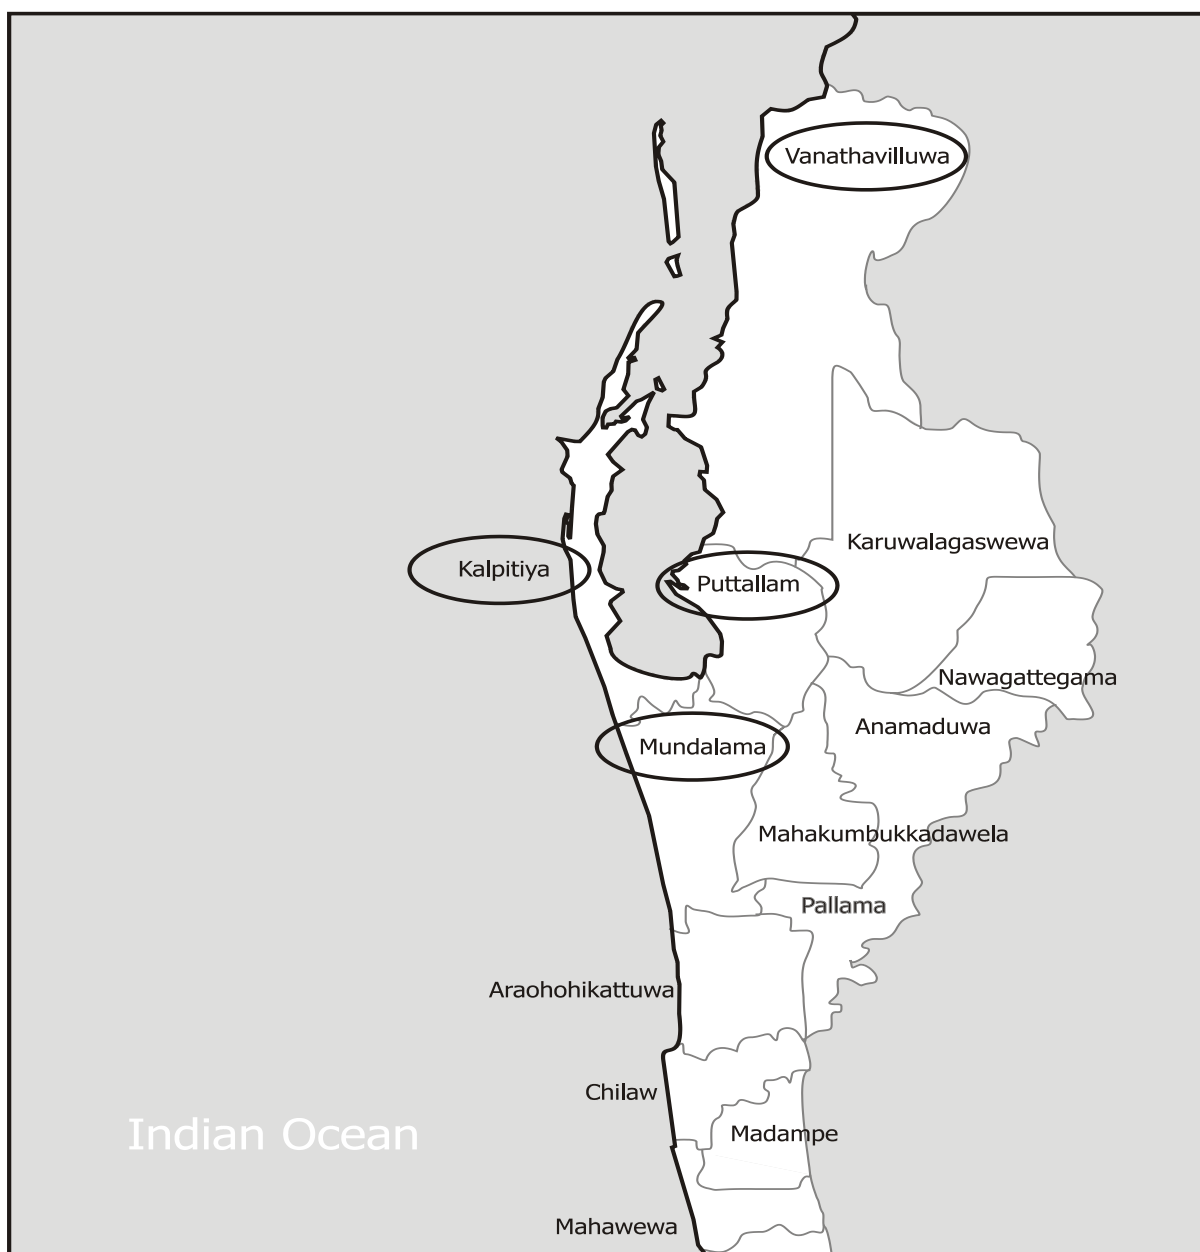 Vanathavilluwa
Karuwalagaswewa
Kalpitiya
Puttallam
Nawagattegama
Anamaduwa
Mundalama
Mahakumbukkadawela
Pallama
Araohohikattuwa
Chilaw
Indian Ocean
Madampe
Mahawewa